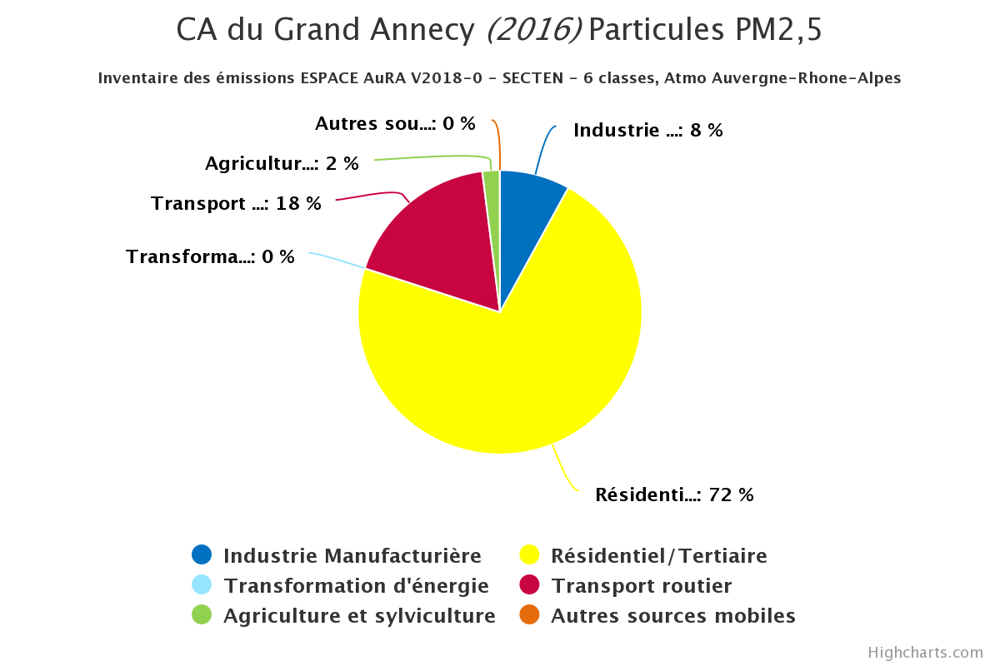 CA du Grand Annecy (2016) Particules PM2,5
Inventaire des émissions ESPACE AuRA V2018-0 - SECTEN - 6 classes, Atmo Auvergne-Rhone-Alpes
Autres sou...: 0 %
Industrie ...: 8 %
Agricultur...: 2 %
Transport ...: 18 %
Transforma...: 0 %
Résidenti...: 72 %
Industrie Manufacturière
Résidentiel/Tertiaire
Transformation d'énergie
Transport routier
Agriculture et sylviculture
Autres sources mobiles
Highcharts.com